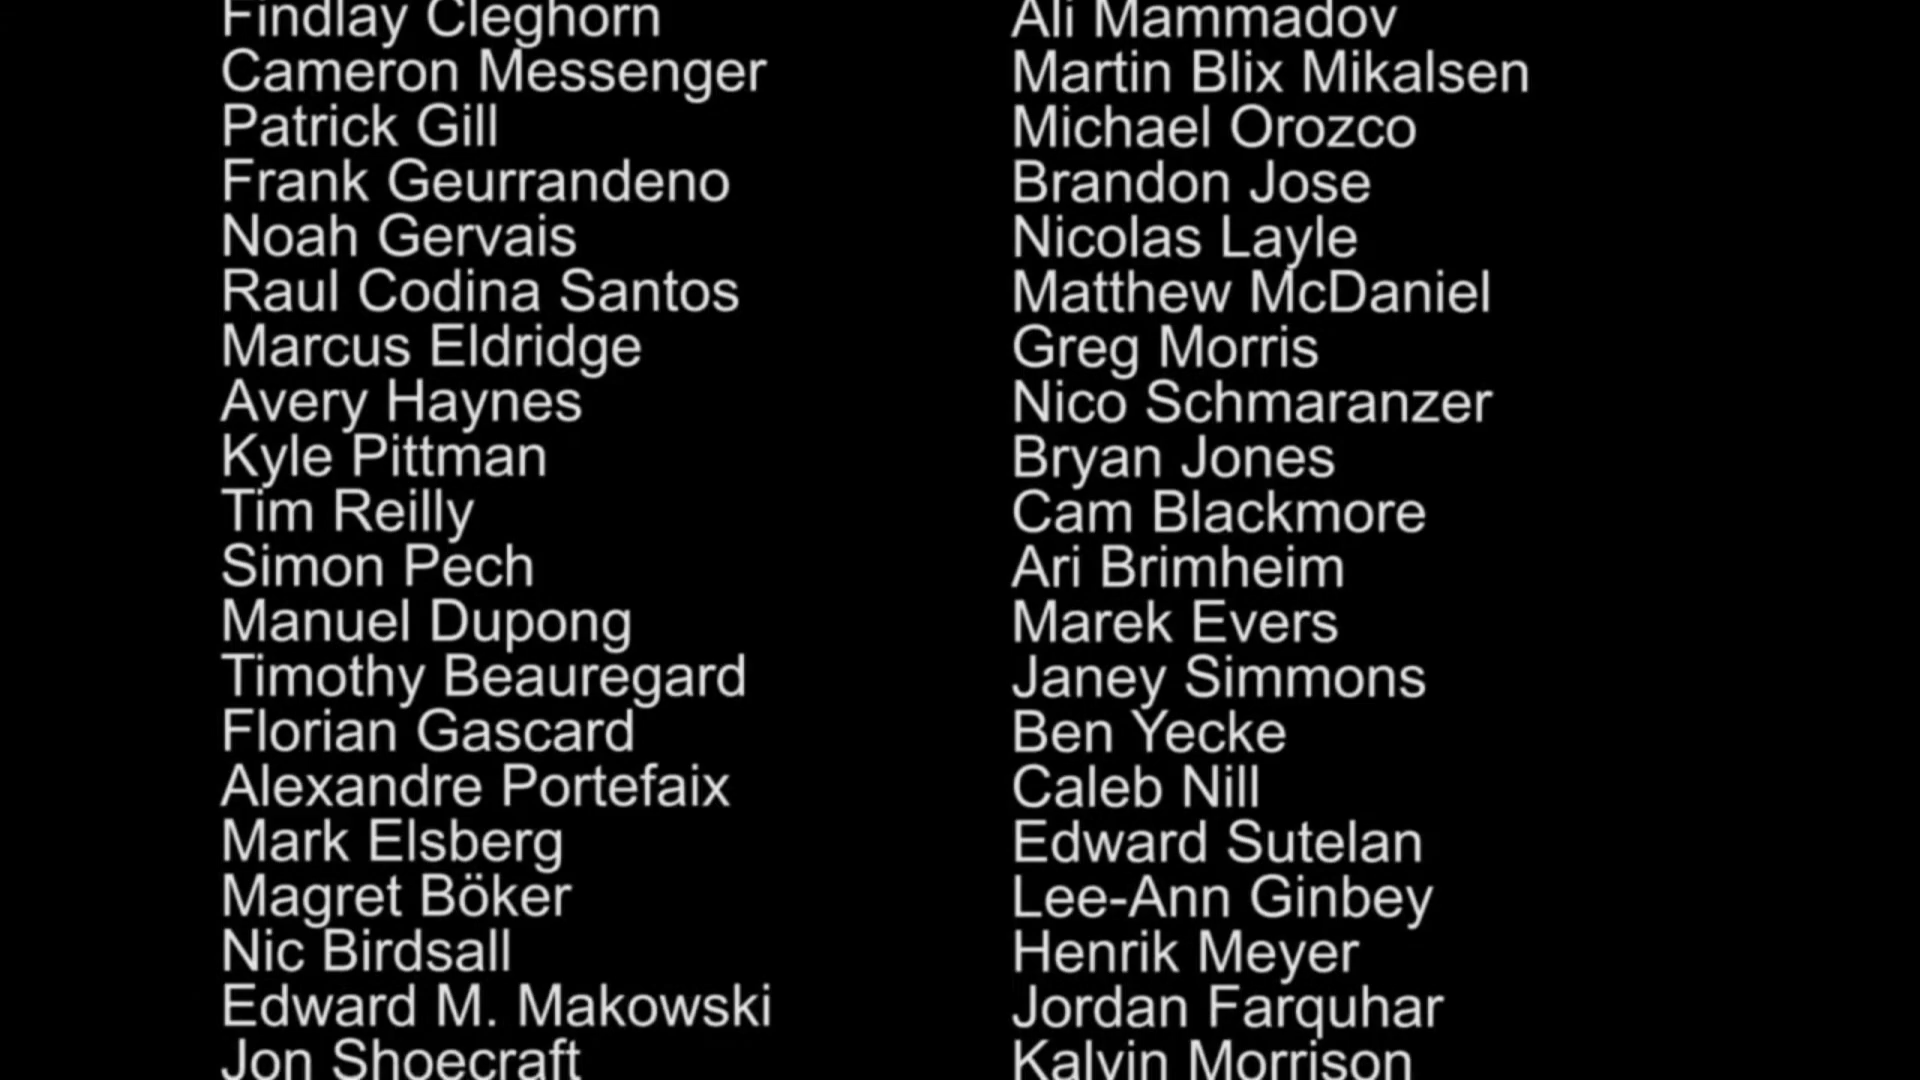 Findlay Cleghorn
Cameron Messenger
Patrick Gill
Frank Geurrandeno
Noah Gervais
Raul Codina Santos
Marcus Eldridge
Avery Haynes
Kyle Pittman
Tim Reilly
Simon Pech
Manuel Dupong
Timothy Beauregard
Florian Gascard
Alexandre Portefaix
Mark Elsberg
Magret Böker
Nic Birdsall
Edward M. Makowski
Jon Shoecraft
Ali Mammadov
Martin Blix Mikalsen
Michael Orozco
Brandon Jose
Nicolas Layle
Matthew McDaniel
Greg Morris
Nico Schmaranzer
Bryan Jones
Cam Blackmore
Ari Brimheim
Marek Evers
Janey Simmons
Ben Yecke
Caleb Nill
Edward Sutelan
Lee-Ann Ginbey
Henrik Meyer
Jordan Farquhar
Kalvin Morrison